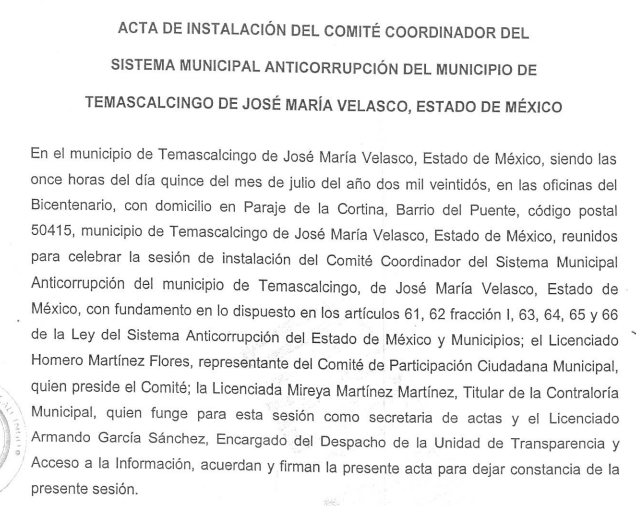 ACTA DE INSTALACIÓN DEL COMITÉ COORDINADOR DEL
SISTEMA MUNICIPAL ANTICORRUPCIÓN DEL MUNICIPIO DE
TEMASCALCINGO DE JOSÉ MARÍA VELASCO, ESTADO DE MÉXICO
En el municipio de Temascalcingo de José María Velasco, Estado de México, siendo las
once horas del día quince del mes de julio del año dos mil veintidós, en las oficinas del
Bicentenario, con domicilio en Paraje de la Cortina, Barrio del Puente, código postal
50415, municipio de Temascalcingo de José María Velasco, Estado de México, reunidos
para celebrar la sesión de instalación del Comité Coordinador del Sistema Municipal
Anticorrupción del municipio de Temascalcingo, de José María Velasco, Estado de
México, con fundamento en lo dispuesto en los artículos 61, 62 fracción I, 63, 64, 65 y 66
de la Ley del Sistema Anticorrupción del Estado de México y Municipios; el Licenciado
Homero Martínez Flores, representante del Comité de Participación Ciudadana Municipal,
quien preside el Comité; la Licenciada Mireya Martínez Martínez, Titular de la Contraloría
Municipal, quien funge para esta sesión como secretaria de actas y el Licenciado
Armando García Sánchez, Encargado del Despacho de la Unidad de Transparencia y
Acceso a la Información, acuerdan y firman la presente acta para dejar constancia de la
presente sesión.